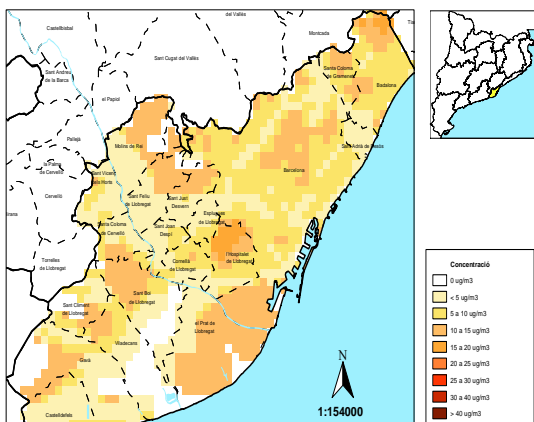 del Vallès
Castellbisbal
Montcada
Sant Cugat del Vallès
Sant Andreu
de la Barca
Santa Coloma
de Gramenet
Badalona
el Papiol
Pallejà
Molins de Rei
Sant Adrià de Besòs
la Palma
de Cervelló
Sant Vicenç
dels Horts
Barcelona
Cervelló
Sant Feliu
de Llobregat
Sant Just
Desvern
Esplugues
de Llobregat
Santa Coloma
de Cervelló
Sant Joan
Despí
Torrelles
de Llobregat
Cornellà
de Llobregat
l'Hospitalet
de Llobregat
Sant Boi
de Llobregat
Sant Climent
de Llobregat
el Prat de
Llobregat
Viladecans
Gavà
Castelldefels
N
1:154000
Concentració
0 ug/m3
< 5 ug/m3
5 a 10 ug/m3
10 a 15 ug/m3
15 a 20 ug/m3
20 a 25 ug/m3
25 a 30 ug/m3
30 a 40 ug/m3
> 40 ug/m3